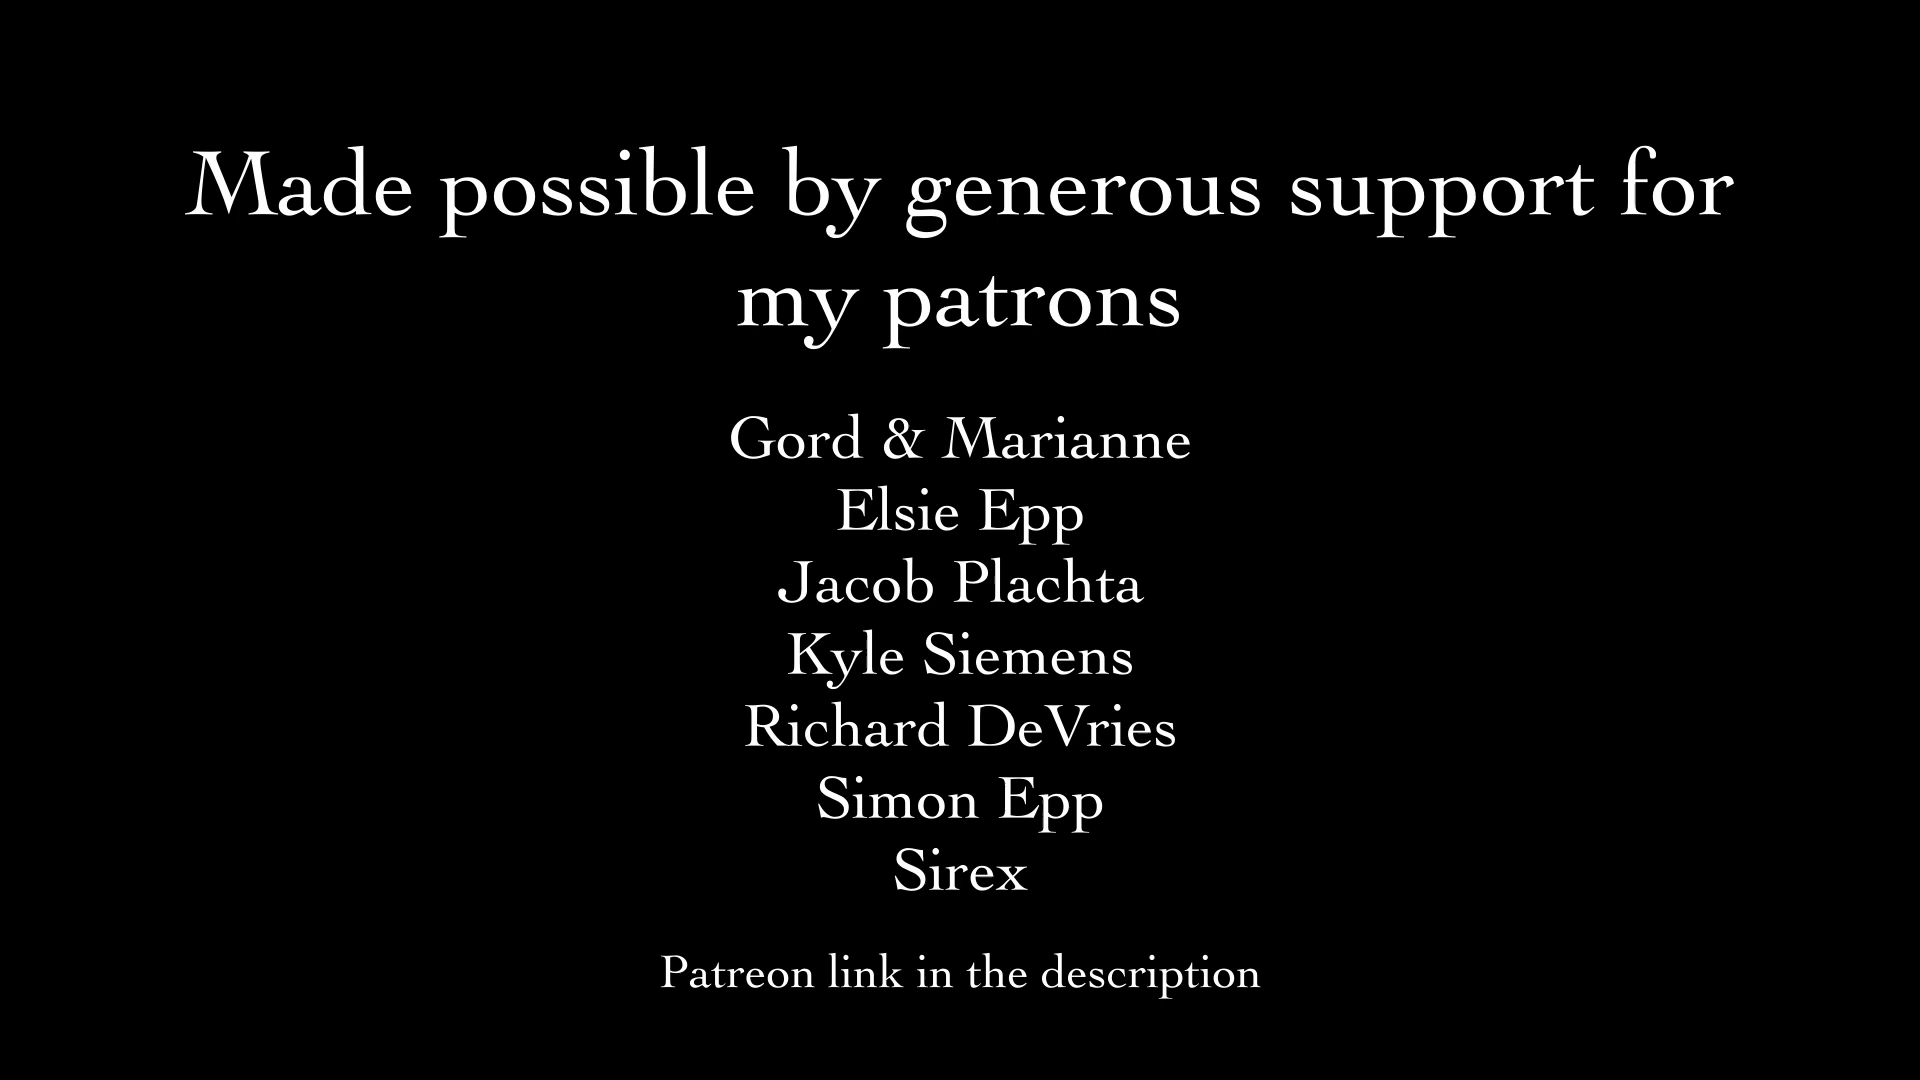 Made possible by generous support for
my patrons
Gord & Marianne
Elsie Epp
Jacob Plachta
Kyle Siemens
Richard DeVries
Simon Epp
Sirex
Patreon link in the description